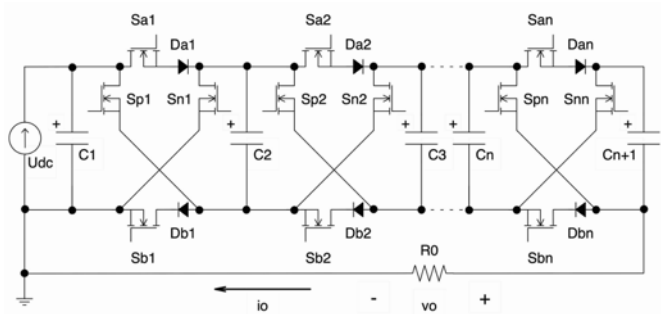 Sa1 Sa2 San
Da1 Da2 Dan
Sp1 Sn1 Sp2 Sn2 Spn Snn
+ + + + +
Udc C1 C2 C3 Cn Cn+1
Db1 Db2 Dbn
Sb1 Sb2 Sbn
R0
io - vo +